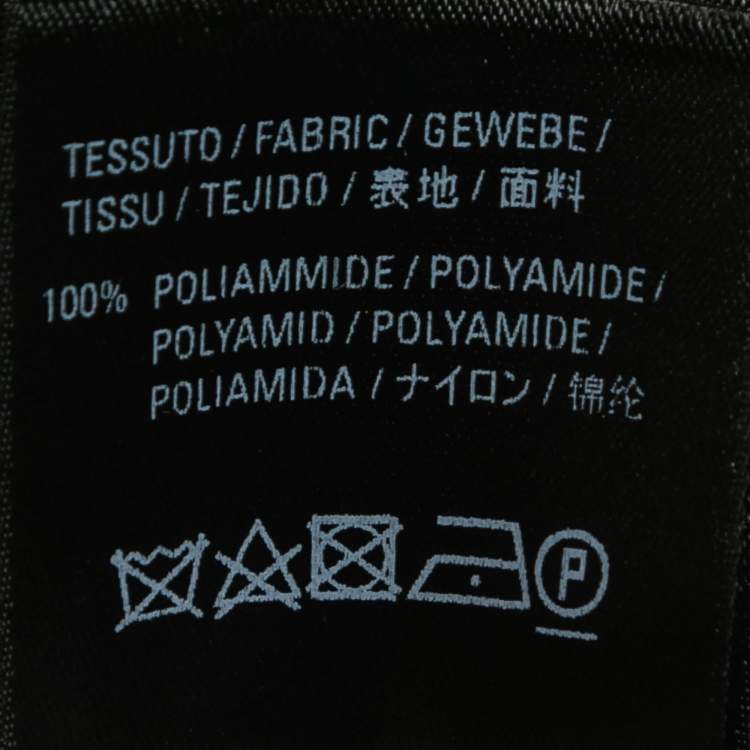 TESSUTO / FABRIC / GEWEBE /
TISSU / TEJIDO / 表地 / 面料
100% POLIAMMIDE / POLYAMIDE /
POLYAMID / POLYAMIDE /
POLIAMIDA / ナイロン / 锦纶
P